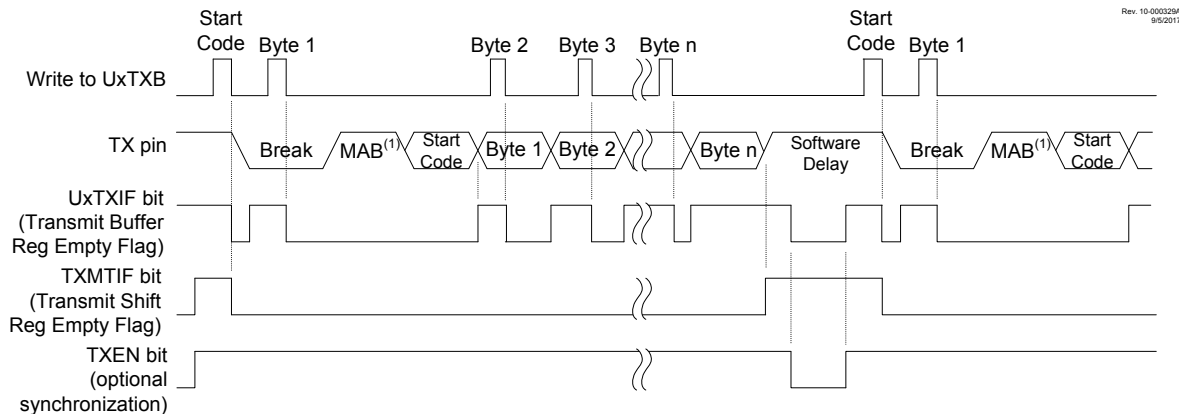 Rev. 10-000329A
9/5/2017
Start
Code
Byte 1
Byte 2
Byte 3
Byte n
Start
Code
Byte 1
Write to UxTXB
TX pin
Break
MAB(1)
Start
Code
Byte 1
Byte 2
Byte n
Software
Delay
Break
MAB(1)
Start
Code
UxTXIF bit
(Transmit Buffer
Reg Empty Flag)
TXMTIF bit
(Transmit Shift
Reg Empty Flag)
TXEN bit
(optional
synchronization)